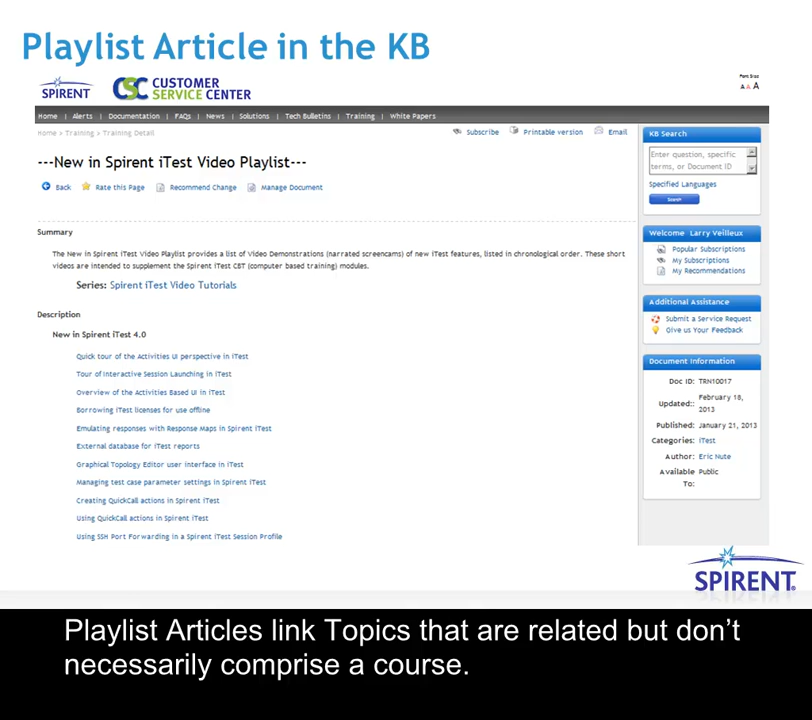 Playlist Article in the KB
SPIRENT
CSC CUSTOMER SERVICE CENTER
Font Size
A A A
Home | Alerts | Documentation | FAQs | News | Solutions | Tech Bulletins | Training | White Papers
Home > Training > Training Detail
Subscribe Printable version Email
---New in Spirent iTest Video Playlist---
Back Rate this Page Recommend Change Manage Document
Summary
The New in Spirent iTest Video Playlist provides a list of Video Demonstrations (narrated screencams) of new iTest features, listed in chronological order. These short
videos are intended to supplement the Spirent iTest CBT (computer based training) modules.
Series: Spirent iTest Video Tutorials
Description
New in Spirent iTest 4.0
Quick tour of the Activities UI perspective in iTest
Tour of Interactive Session Launching in iTest
Overview of the Activities Based UI in iTest
Borrowing iTest licenses for use offline
Emulating responses with Response Maps in Spirent iTest
External database for iTest reports
Graphical Topology Editor user interface in iTest
Managing test case parameter settings in Spirent iTest
Creating QuickCall actions in Spirent iTest
Using QuickCall actions in Spirent iTest
Using SSH Port Forwarding in a Spirent iTest Session Profile
KB Search
Enter question, specific
terms, or Document ID
Specified Languages
Search
Welcome Larry Veilleux
Popular Subscriptions
My Subscriptions
My Recommendations
Additional Assistance
Submit a Service Request
Give us Your Feedback
Document Information
Doc ID: TRN10017
Updated:: February 18, 2013
Published: January 21, 2013
Categories: iTest
Author: Eric Nute
Available To: Public
SPIRENT®
Playlist Articles link Topics that are related but don’t
necessarily comprise a course.